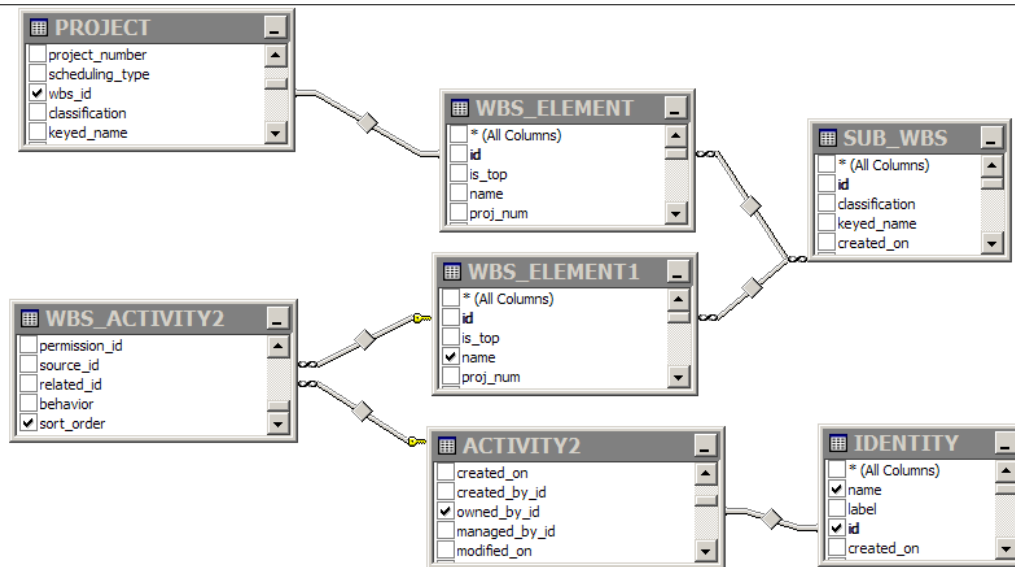 PROJECT
project_number
scheduling_type
wbs_id
classification
keyed_name
WBS_ELEMENT
* (All Columns)
id
is_top
name
proj_num
SUB_WBS
* (All Columns)
id
classification
keyed_name
created_on
WBS_ELEMENT1
* (All Columns)
id
is_top
name
proj_num
WBS_ACTIVITY2
permission_id
source_id
related_id
behavior
sort_order
ACTIVITY2
created_on
created_by_id
owned_by_id
managed_by_id
modified_on
IDENTITY
* (All Columns)
name
label
id
created_on